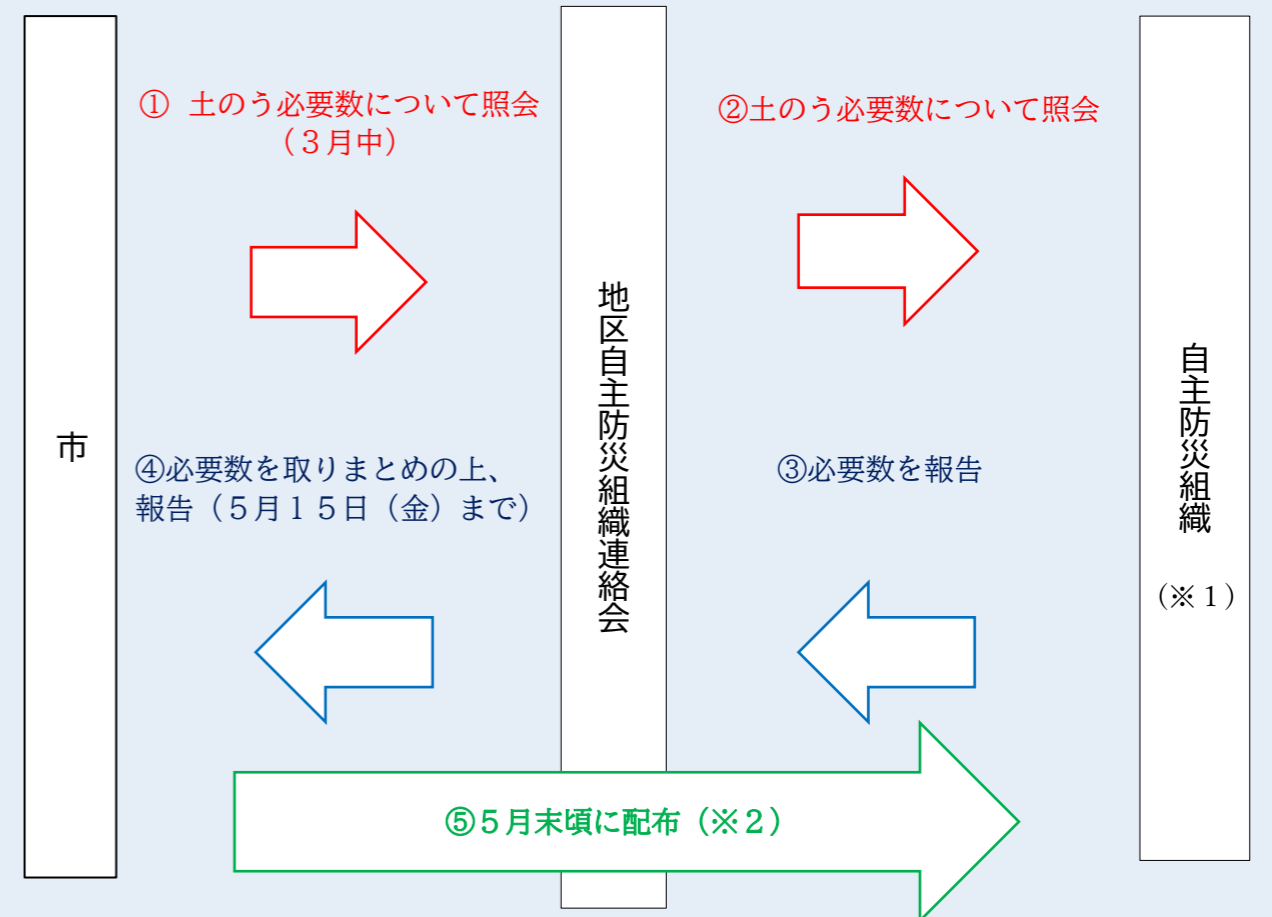 市
① 土のう必要数について照会
（３月中）
②土のう必要数について照会
地区自主防災組織連絡会
自主防災組織
（※１）
④必要数を取りまとめの上、
報告（５月１５日（金）まで）
③必要数を報告
⑤５月末頃に配布（※２）